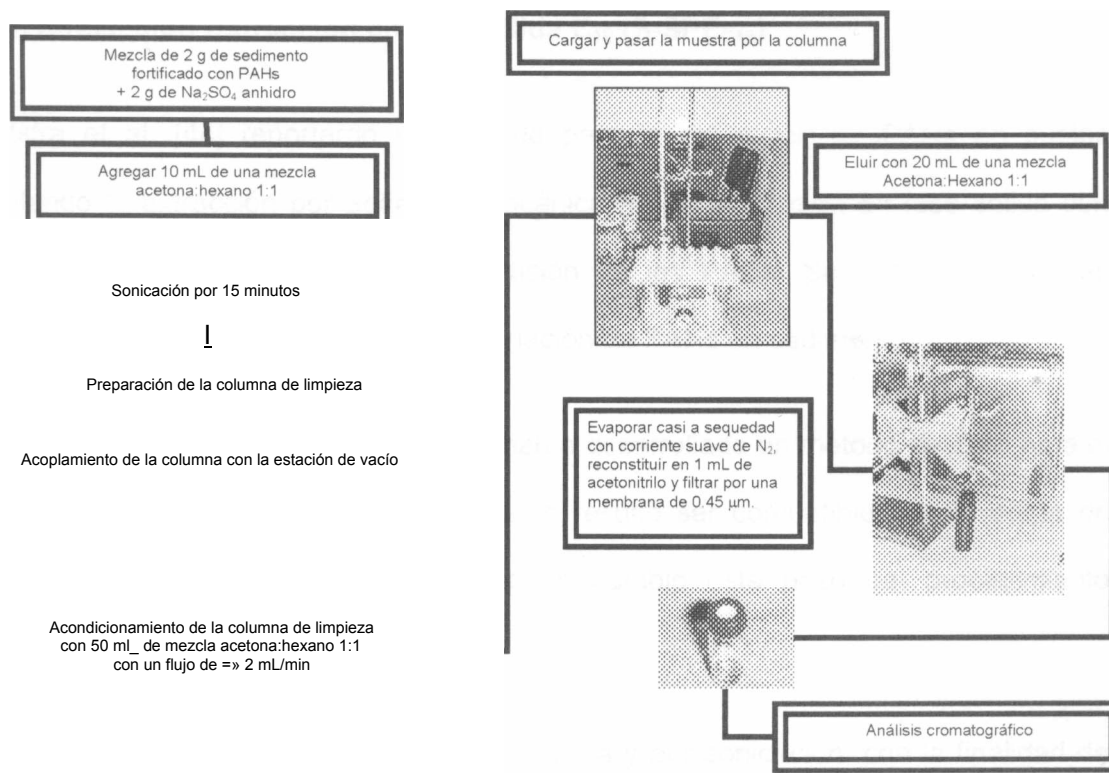 Mezcla de 2 g de sedimento
fortificado con PAHs
+ 2 g de Na₂SO₄ anhidro
Agregar 10 mL de una mezcla
acetona:hexano 1:1
Sonicación por 15 minutos
I
Preparación de la columna de limpieza
Acoplamiento de la columna con la estación de vacío
Acondicionamiento de la columna de limpieza
con 50 ml_ de mezcla acetona:hexano 1:1
con un flujo de =» 2 mL/min
Cargar y pasar la muestra por la columna
Eluir con 20 mL de una mezcla
Acetona:Hexano 1:1
Evaporar casi a sequedad
con corriente suave de N₂,
reconstituir en 1 mL de
acetonitrilo y filtrar por una
membrana de 0.45 µm.
Análisis cromatográfico